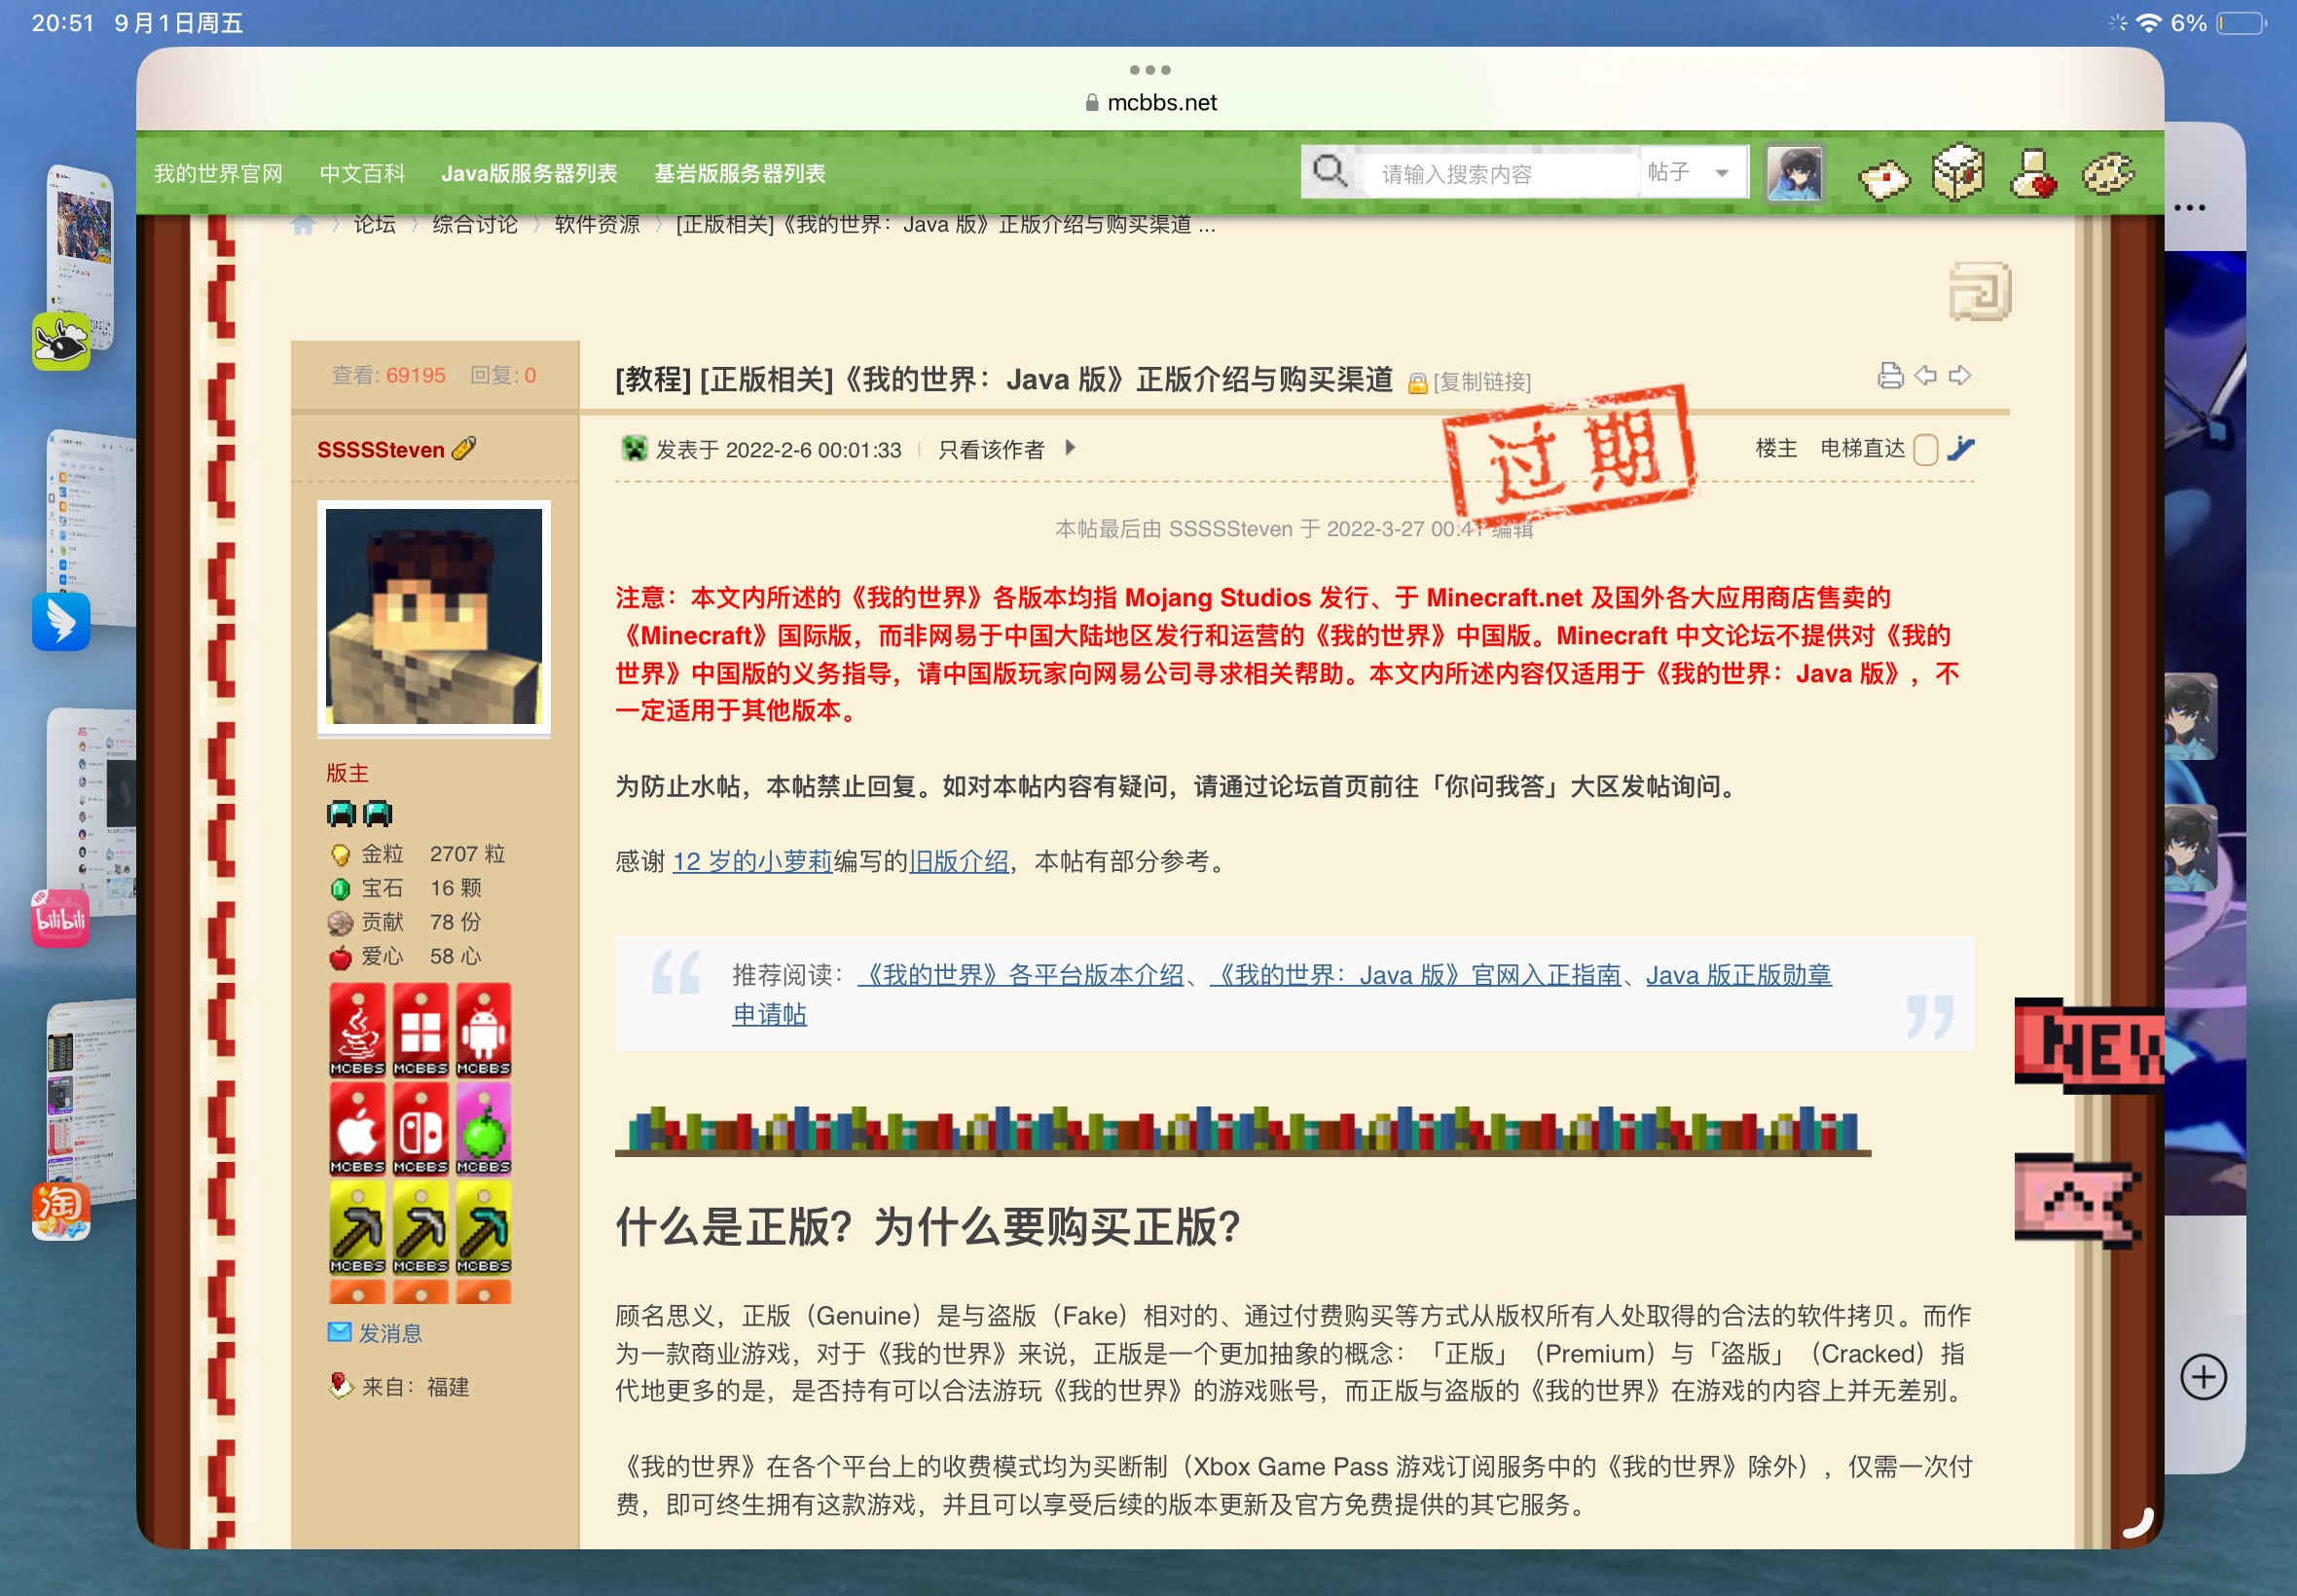 20:51 9月1日周五
6%
mcbbs.net
我的世界官网 中文百科 Java版服务器列表 基岩版服务器列表 请输入搜索内容 帖子
论坛 综合讨论 软件资源 [正版相关]《我的世界：Java 版》正版介绍与购买渠道 ...
查看: 69195 回复: 0
[教程] [正版相关]《我的世界：Java 版》正版介绍与购买渠道 [复制链接]
过期
SSSSSteven
发表于 2022-2-6 00:01:33 只看该作者 楼主 电梯直达
本帖最后由 SSSSSteven 于 2022-3-27 00:41 编辑
注意：本文内所述的《我的世界》各版本均指 Mojang Studios 发行、于 Minecraft.net 及国外各大应用商店售卖的
《Minecraft》国际版，而非网易于中国大陆地区发行和运营的《我的世界》中国版。Minecraft 中文论坛不提供对《我的
世界》中国版的义务指导，请中国版玩家向网易公司寻求相关帮助。本文内所述内容仅适用于《我的世界：Java 版》，不
一定适用于其他版本。
为防止水帖，本帖禁止回复。如对本帖内容有疑问，请通过论坛首页前往「你问我答」大区发帖询问。
感谢 12 岁的小萝莉编写的旧版介绍，本帖有部分参考。
推荐阅读：《我的世界》各平台版本介绍、《我的世界：Java 版》官网入正指南、Java 版正版勋章
申请帖
版主
金粒 2707 粒
宝石 16 颗
贡献 78 份
爱心 58 心
MCBBS MCBBS MCBBS
MCBBS MCBBS MCBBS
MCBBS MCBBS MCBBS
发消息
来自：福建
什么是正版？为什么要购买正版？
顾名思义，正版（Genuine）是与盗版（Fake）相对的、通过付费购买等方式从版权所有人处取得的合法的软件拷贝。而作
为一款商业游戏，对于《我的世界》来说，正版是一个更加抽象的概念：「正版」（Premium）与「盗版」（Cracked）指
代地更多的是，是否持有可以合法游玩《我的世界》的游戏账号，而正版与盗版的《我的世界》在游戏的内容上并无差别。
《我的世界》在各个平台上的收费模式均为买断制（Xbox Game Pass 游戏订阅服务中的《我的世界》除外），仅需一次付
费，即可终生拥有这款游戏，并且可以享受后续的版本更新及官方免费提供的其它服务。
NEW
HD
bilibili
淘